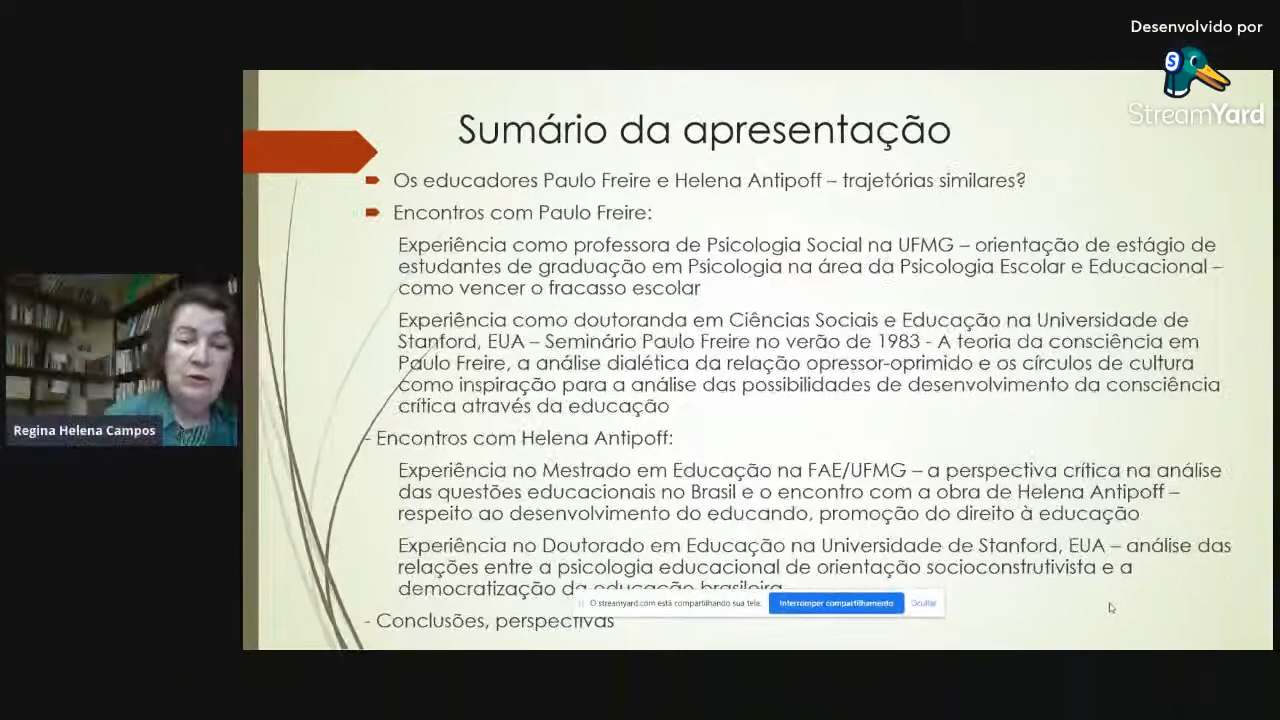 Desenvolvido por
StreamYard
Sumário da apresentação
Os educadores Paulo Freire e Helena Antipoff – trajetórias similares?
Encontros com Paulo Freire:
Experiência como professora de Psicologia Social na UFMG – orientação de estágio de
estudantes de graduação em Psicologia na área da Psicologia Escolar e Educacional –
como vencer o fracasso escolar
Experiência como doutoranda em Ciências Sociais e Educação na Universidade de
Stanford, EUA – Seminário Paulo Freire no verão de 1983 - A teoria da consciência em
Paulo Freire, a análise dialética da relação opressor-oprimido e os círculos de cultura
como inspiração para a análise das possibilidades de desenvolvimento da consciência
crítica através da educação
- Encontros com Helena Antipoff:
Experiência no Mestrado em Educação na FAE/UFMG – a perspectiva crítica na análise
das questões educacionais no Brasil e o encontro com a obra de Helena Antipoff –
respeito ao desenvolvimento do educando, promoção do direito à educação
Experiência no Doutorado em Educação na Universidade de Stanford, EUA – análise das
relações entre a psicologia educacional de orientação socioconstrutivista e a
democratização da educação brasileira
- Conclusões, perspectivas
O streamyard.com está compartilhando sua tela.
Interromper compartilhamento
Ocultar
Regina Helena Campos